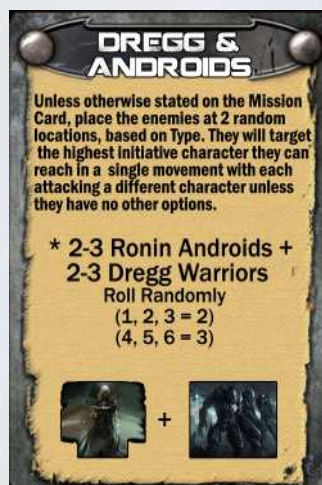 DREGG &
ANDROIDS
Unless otherwise stated on the Mission
Card, place the enemies at 2 random
locations, based on Type. They will target
the highest initiative character they can
reach in a single movement with each
attacking a different character unless
they have no other options.
* 2-3 Ronin Androids +
2-3 Dregg Warriors
Roll Randomly
(1, 2, 3 = 2)
(4, 5, 6 = 3)
+